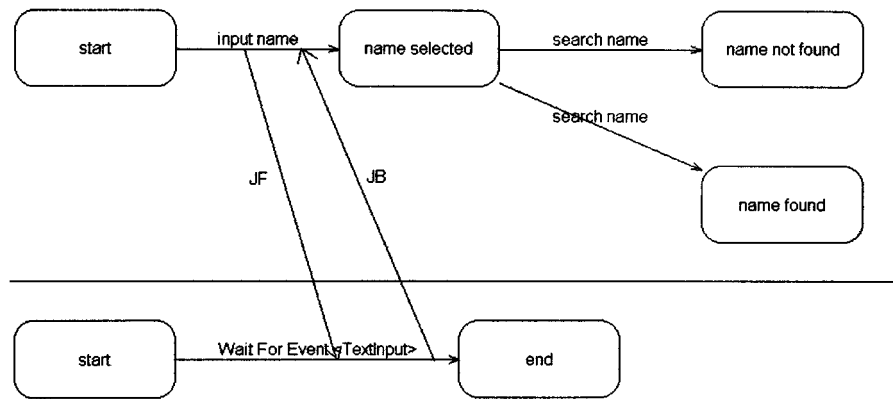 start
input name
name selected
search name
name not found
search name
name found
JF
JB
start
Wait For Event <TextInput>
end